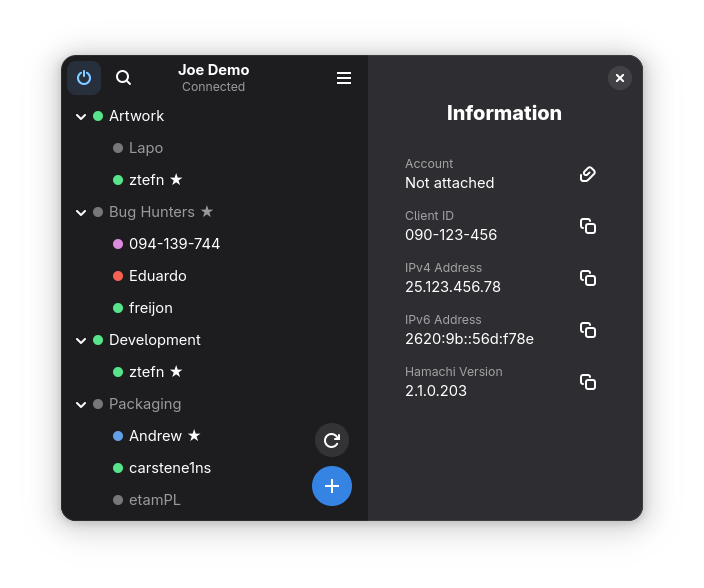 Joe Demo
Connected
Artwork
Lapo
ztefn ★
Bug Hunters ★
094-139-744
Eduardo
freijon
Development
ztefn ★
Packaging
Andrew ★
carstene1ns
etamPL
Information
Account
Not attached
Client ID
090-123-456
IPv4 Address
25.123.456.78
IPv6 Address
2620:9b::56d:f78e
Hamachi Version
2.1.0.203